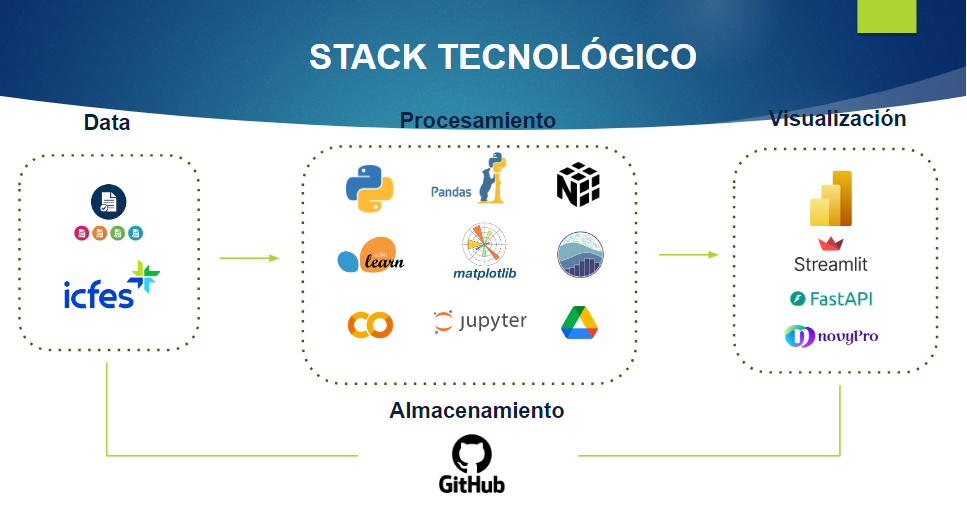 STACK TECNOLÓGICO
Data
Procesamiento
Visualización
icfes
Pandas
learn
matplotlib
jupyter
Streamlit
FastAPI
novyPro
Almacenamiento
GitHub